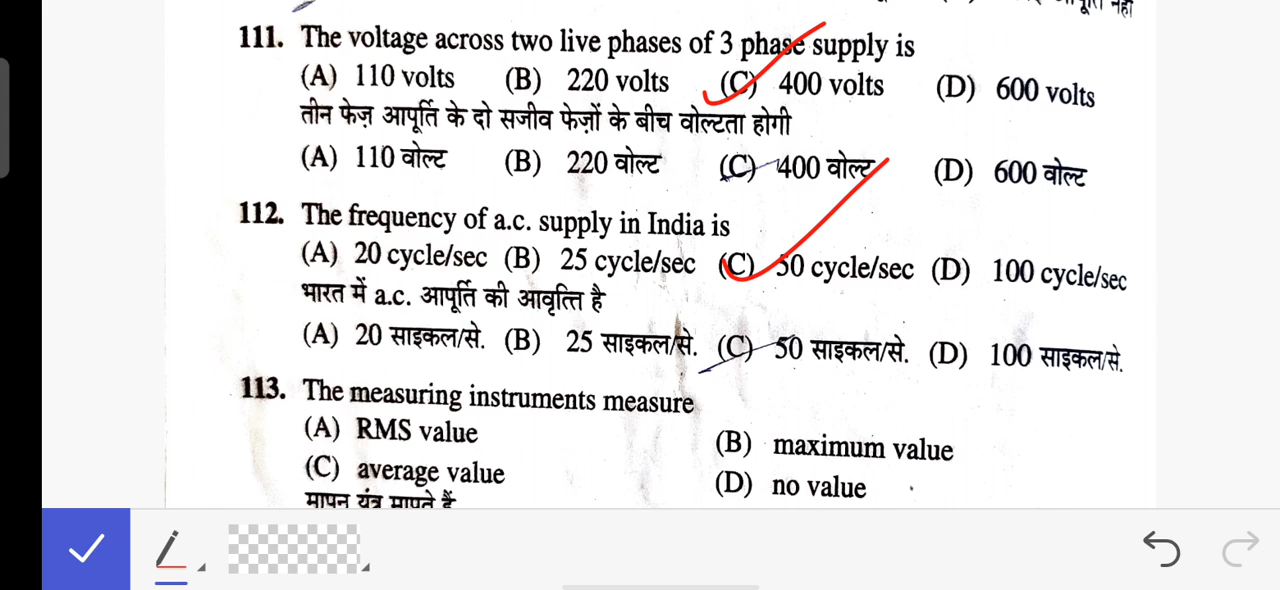 111. The voltage across two live phases of 3 phase supply is
(A) 110 volts (B) 220 volts (C) 400 volts (D) 600 volts
तीन फेज़ आपूर्ति के दो सजीव फेज़ों के बीच वोल्टता होगी
(A) 110 वोल्ट (B) 220 वोल्ट (C) 400 वोल्ट (D) 600 वोल्ट
112. The frequency of a.c. supply in India is
(A) 20 cycle/sec (B) 25 cycle/sec (C) 50 cycle/sec (D) 100 cycle/sec
भारत में a.c. आपूर्ति की आवृत्ति है
(A) 20 साइकल/से. (B) 25 साइकल/से. (C) 50 साइकल/से. (D) 100 साइकल/से.
113. The measuring instruments measure
(A) RMS value (B) maximum value
(C) average value (D) no value
मापन यंत्र मापते हैं